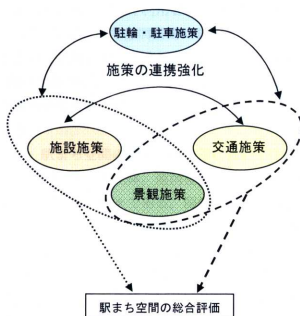 駐輪・駐車施策
施策の連携強化
施設施策
交通施策
景観施策
駅まち空間の総合評価